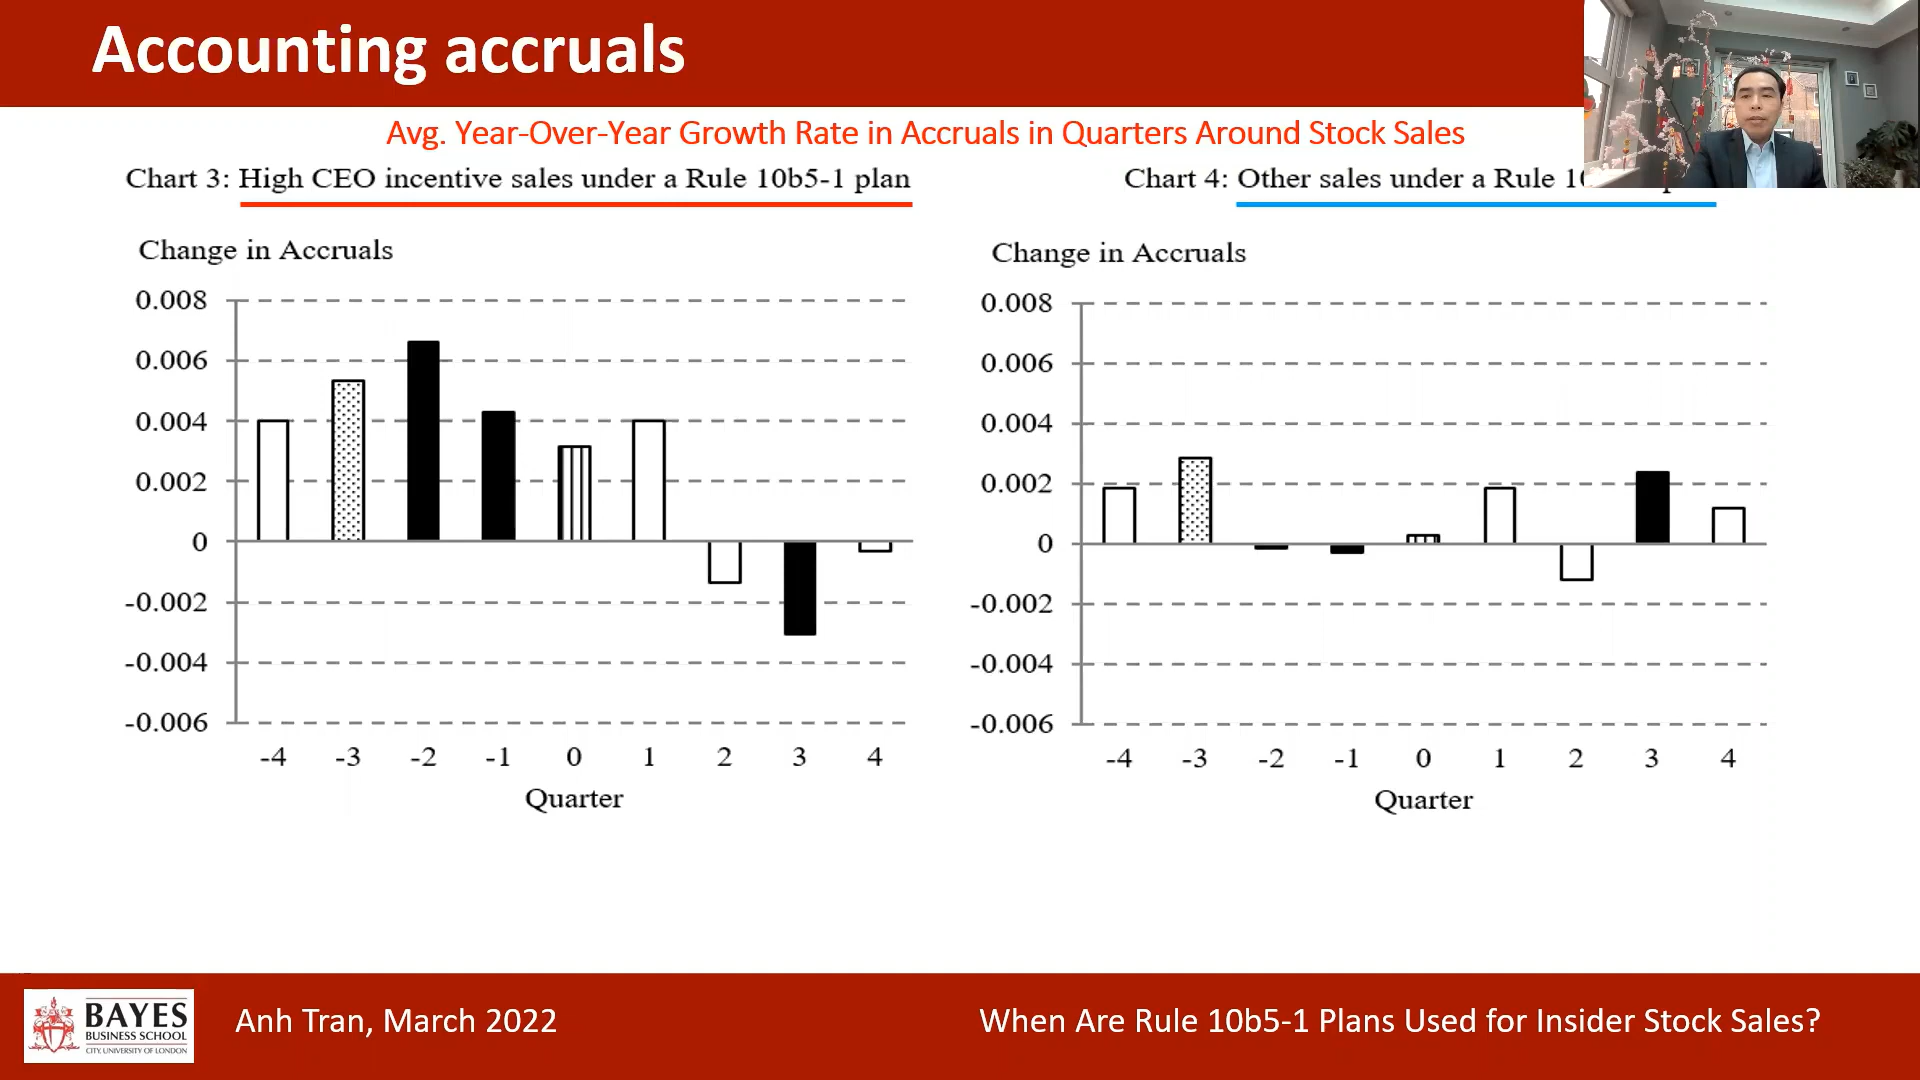 Accounting accruals
Avg. Year-Over-Year Growth Rate in Accruals in Quarters Around Stock Sales
Chart 3: High CEO incentive sales under a Rule 10b5-1 plan
Change in Accruals
0.008
0.006
0.004
0.002
0
-0.002
-0.004
-0.006
-4 -3 -2 -1 0 1 2 3 4
Quarter
Chart 4: Other sales under a Rule
Change in Accruals
0.008
0.006
0.004
0.002
0
-0.002
-0.004
-0.006
-4 -3 -2 -1 0 1 2 3 4
Quarter
BAYES
BUSINESS SCHOOL
CITY, UNIVERSITY OF LONDON
Anh Tran, March 2022
When Are Rule 10b5-1 Plans Used for Insider Stock Sales?